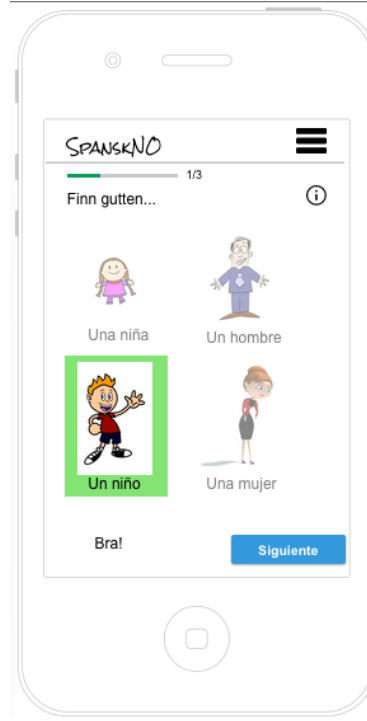 SpanskNO
1/3
Finn gutten...
Una niña
Un hombre
Un niño
Una mujer
Bra!
Siguiente